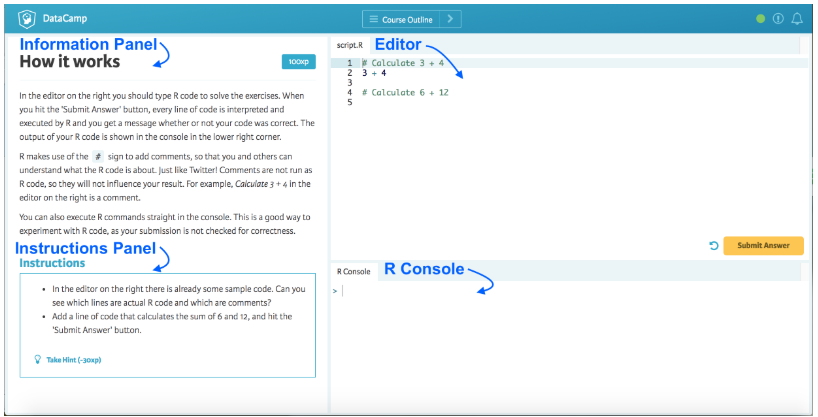 DataCamp
Course Outline
Information Panel
How it works
100xp
In the editor on the right you should type R code to solve the exercises. When
you hit the 'Submit Answer' button, every line of code is interpreted and
executed by R and you get a message whether or not your code was correct. The
output of your R code is shown in the console in the lower right corner.
R makes use of the # sign to add comments, so that you and others can
understand what the R code is about. Just like Twitter! Comments are not run as
R code, so they will not influence your result. For example, Calculate 3 + 4 in the
editor on the right is a comment.
You can also execute R commands straight in the console. This is a good way to
experiment with R code, as your submission is not checked for correctness.
Instructions Panel
Instructions
• In the editor on the right there is already some sample code. Can you
see which lines are actual R code and which are comments?
• Add a line of code that calculates the sum of 6 and 12, and hit the
'Submit Answer' button.
Take Hint (-30xp)
script.R
Editor
1 # Calculate 3 + 4
2 3 + 4
3
4 # Calculate 6 + 12
5
Submit Answer
R Console
R Console
>